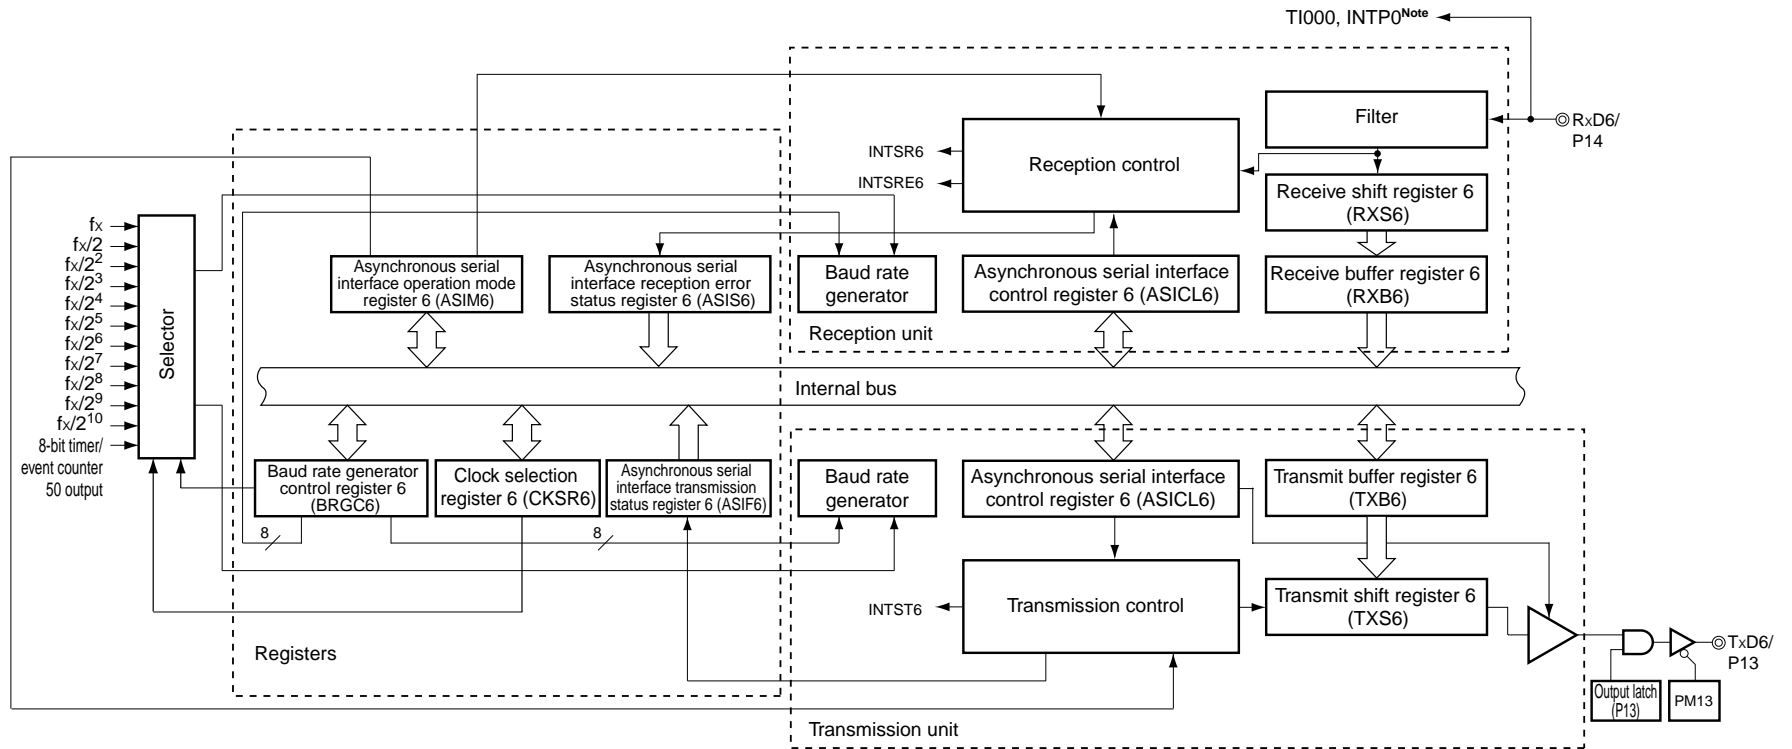 TI000, INTP0Note
Filter
RxD6/
P14
INTSR6
INTSRE6
Reception control
Receive shift register 6
(RXS6)
fX
fX/2
fX/2²
fX/2³
fX/2⁴
fX/2⁵
fX/2⁶
fX/2⁷
fX/2⁸
fX/2⁹
fX/2¹⁰
8-bit timer/
event counter
50 output
Selector
Asynchronous serial
interface operation mode
register 6 (ASIM6)
Asynchronous serial
interface reception error
status register 6 (ASIS6)
Baud rate
generator
Asynchronous serial interface
control register 6 (ASICL6)
Receive buffer register 6
(RXB6)
Reception unit
Internal bus
Baud rate generator
control register 6
(BRGC6)
Clock selection
register 6 (CKSR6)
Asynchronous serial
interface transmission
status register 6 (ASIF6)
Baud rate
generator
Asynchronous serial interface
control register 6 (ASICL6)
Transmit buffer register 6
(TXB6)
8
8
INTST6
Transmission control
Transmit shift register 6
(TXS6)
Registers
TxD6/
P13
Output latch
(P13)
PM13
Transmission unit